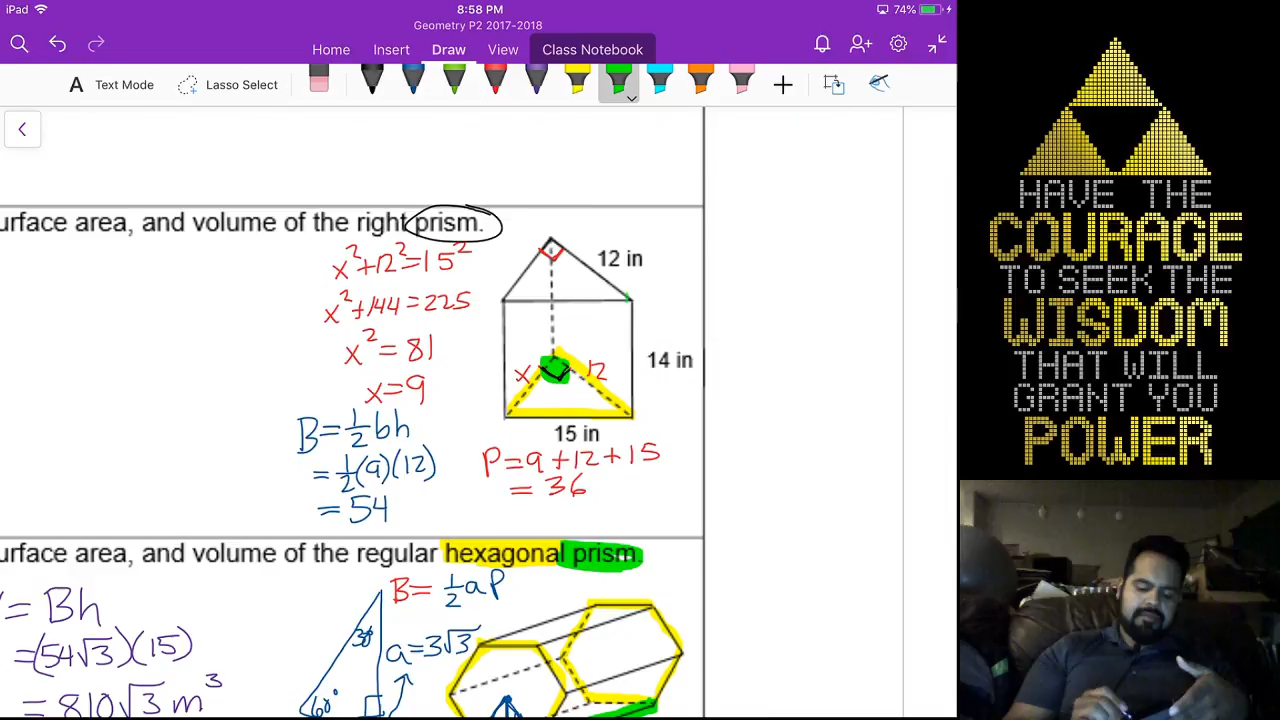 iPad
8:58 PM
74%
Geometry P2 2017-2018
Home Insert Draw View Class Notebook
A Text Mode Lasso Select
urface area, and volume of the right prism.
x²+12²=15²
x²+144=225
x²=81
x=9
B=½bh
=½(9)(12)
=54
12 in
14 in
x 12
15 in
P=9+12+15
=36
urface area, and volume of the regular hexagonal prism.
= Bh
=(54√3)(15)
=810√3 m³
B=½aP
30°
a=3√3
60°
HAVE THE
COURAGE
TO SEEK THE
WISDOM
THAT WILL
GRANT YOU
POWER